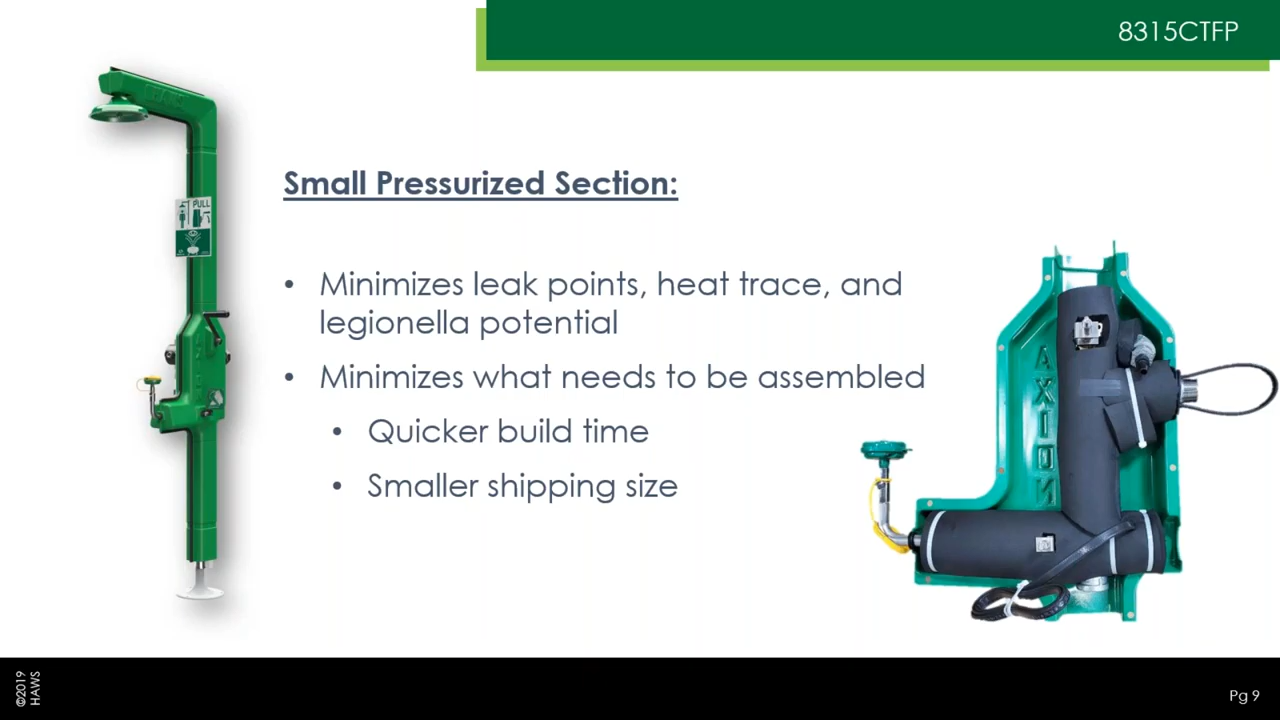 8315CTFP
PULL
Small Pressurized Section:
• Minimizes leak points, heat trace, and
legionella potential
• Minimizes what needs to be assembled
• Quicker build time
• Smaller shipping size
AXION
©2019
HAWS
Pg 9